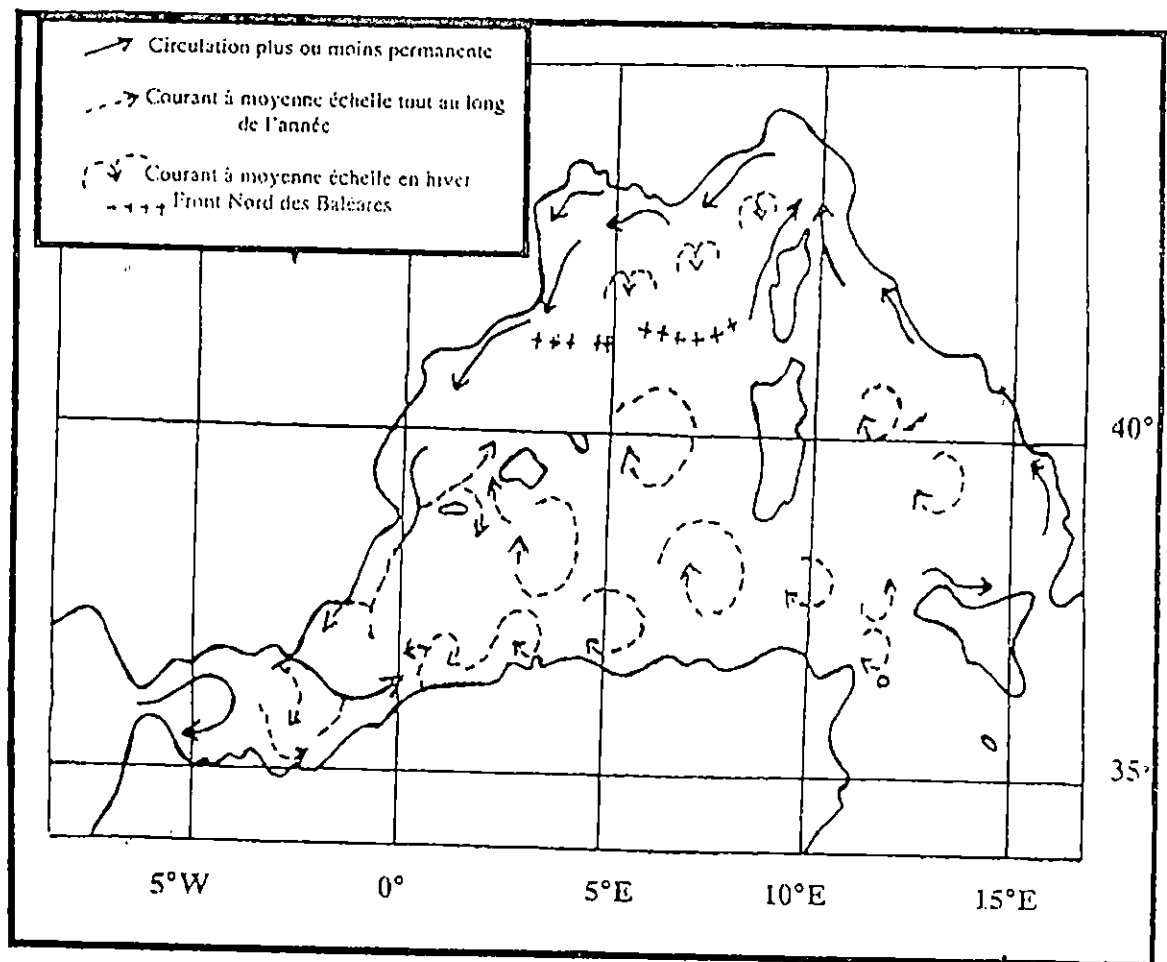 Circulation plus ou moins permanente
Courant à moyenne échelle tout au long
de l'année
Courant à moyenne échelle en hiver
Front Nord des Baléares
40°
35°
5°W
0°
5°E
10°E
15°E